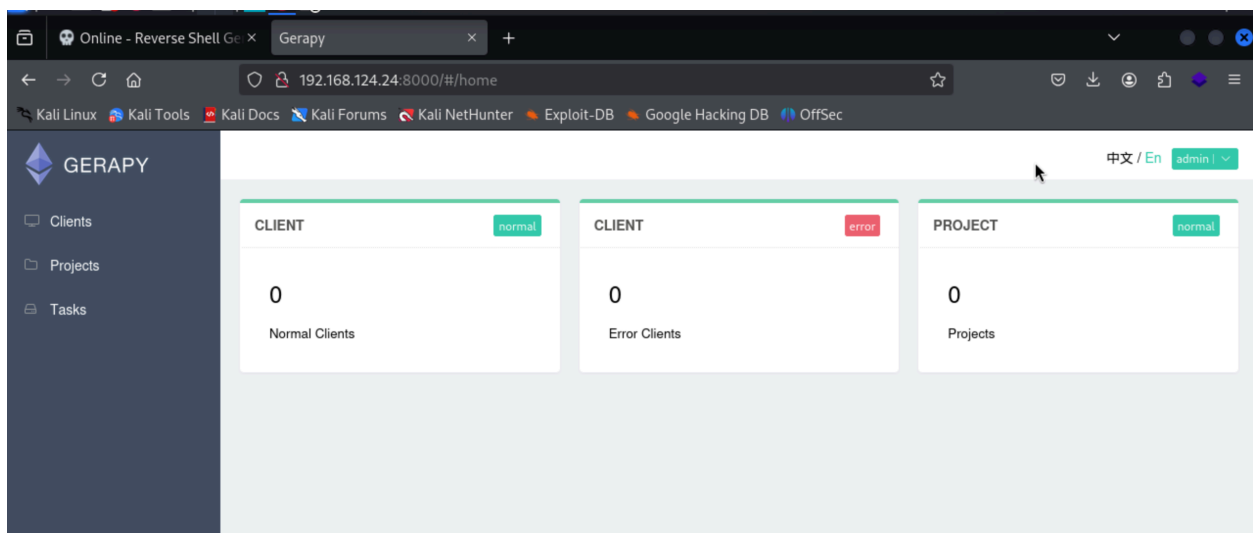 Online - Reverse Shell Ge
Gerapy
192.168.124.24:8000/#/home
Kali Linux Kali Tools Kali Docs Kali Forums Kali NetHunter Exploit-DB Google Hacking DB OffSec
GERAPY
中文 / En admin
Clients
Projects
Tasks
CLIENT normal
0
Normal Clients
CLIENT error
0
Error Clients
PROJECT normal
0
Projects